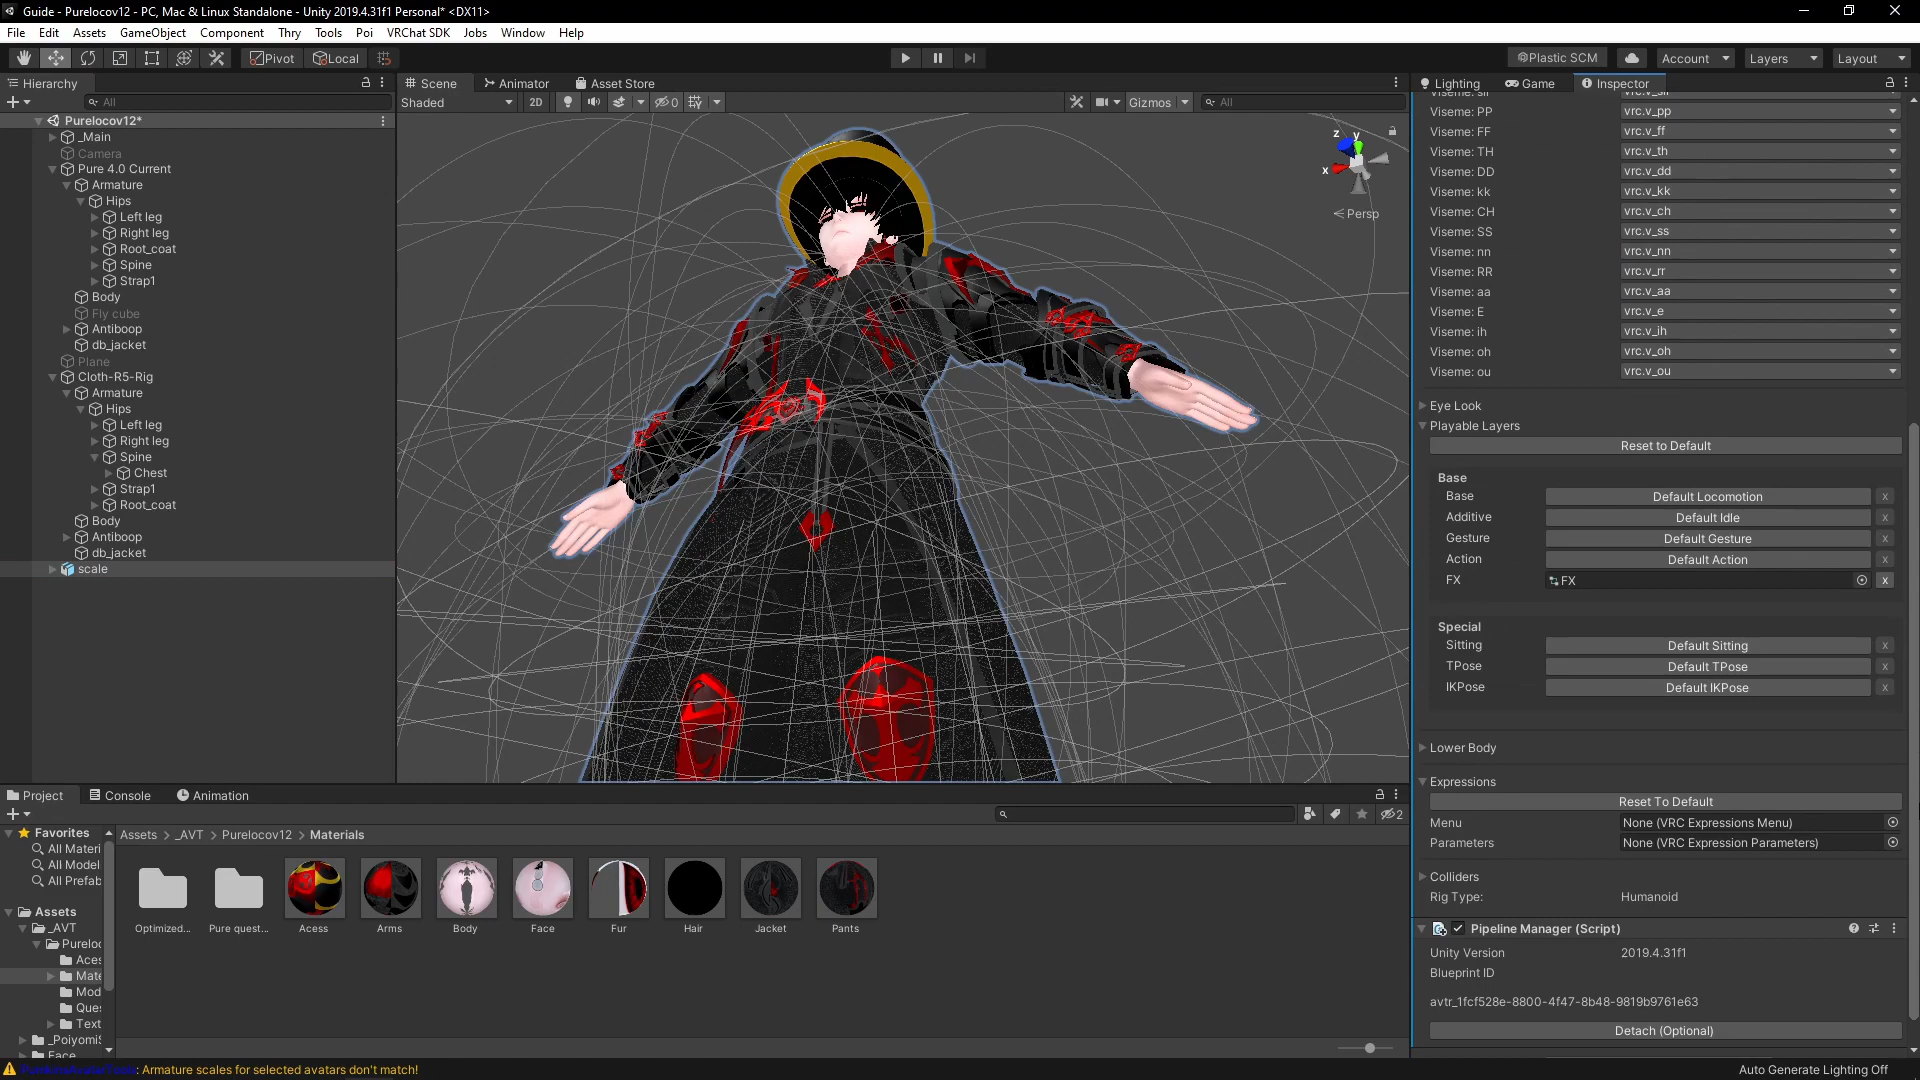 Guide - Purelocov12 - PC, Mac & Linux Standalone - Unity 2019.4.31f1 Personal* <DX11>
File Edit Assets GameObject Component Thry Tools Poi VRChat SDK Jobs Window Help
Pivot Local Plastic SCM Account Layers Layout
Hierarchy
All
Purelocov12*
_Main
Camera
Pure 4.0 Current
Armature
Hips
Left leg
Right leg
Root_coat
Spine
Strap1
Body
Fly cube
Antiboop
db_jacket
Plane
Cloth-R5-Rig
Armature
Hips
Left leg
Right leg
Spine
Chest
Strap1
Root_coat
Body
Antiboop
db_jacket
scale
Scene Animator Asset Store
Shaded 2D 0 Gizmos All
z y
x
Persp
Lighting Game Inspector
Viseme: PP vrc.v_pp
Viseme: FF vrc.v_ff
Viseme: TH vrc.v_th
Viseme: DD vrc.v_dd
Viseme: kk vrc.v_kk
Viseme: CH vrc.v_ch
Viseme: SS vrc.v_ss
Viseme: nn vrc.v_nn
Viseme: RR vrc.v_rr
Viseme: aa vrc.v_aa
Viseme: E vrc.v_e
Viseme: ih vrc.v_ih
Viseme: oh vrc.v_oh
Viseme: ou vrc.v_ou
Eye Look
Playable Layers
Reset to Default
Base
Base Default Locomotion x
Additive Default Idle x
Gesture Default Gesture x
Action Default Action x
FX FX x
Special
Sitting Default Sitting x
TPose Default TPose x
IKPose Default IKPose x
Lower Body
Expressions
Reset To Default
Menu None (VRC Expressions Menu)
Parameters None (VRC Expression Parameters)
Colliders
Rig Type: Humanoid
Pipeline Manager (Script)
Unity Version 2019.4.31f1
Blueprint ID
avtr_1fcf528e-8800-4f47-8b48-9819b9761e63
Detach (Optional)
Project Console Animation
2
Favorites
All Materi
All Model
All Prefab
Assets
_AVT
Pureloc
Aces
Mate
Mod
Ques
Text
_PoiyomiS
Face
Assets > _AVT > Purelocov12 > Materials
Optimized... Pure quest... Acess Arms Body Face Fur Hair Jacket Pants
: Armature scales for selected avatars don't match!
Auto Generate Lighting Off